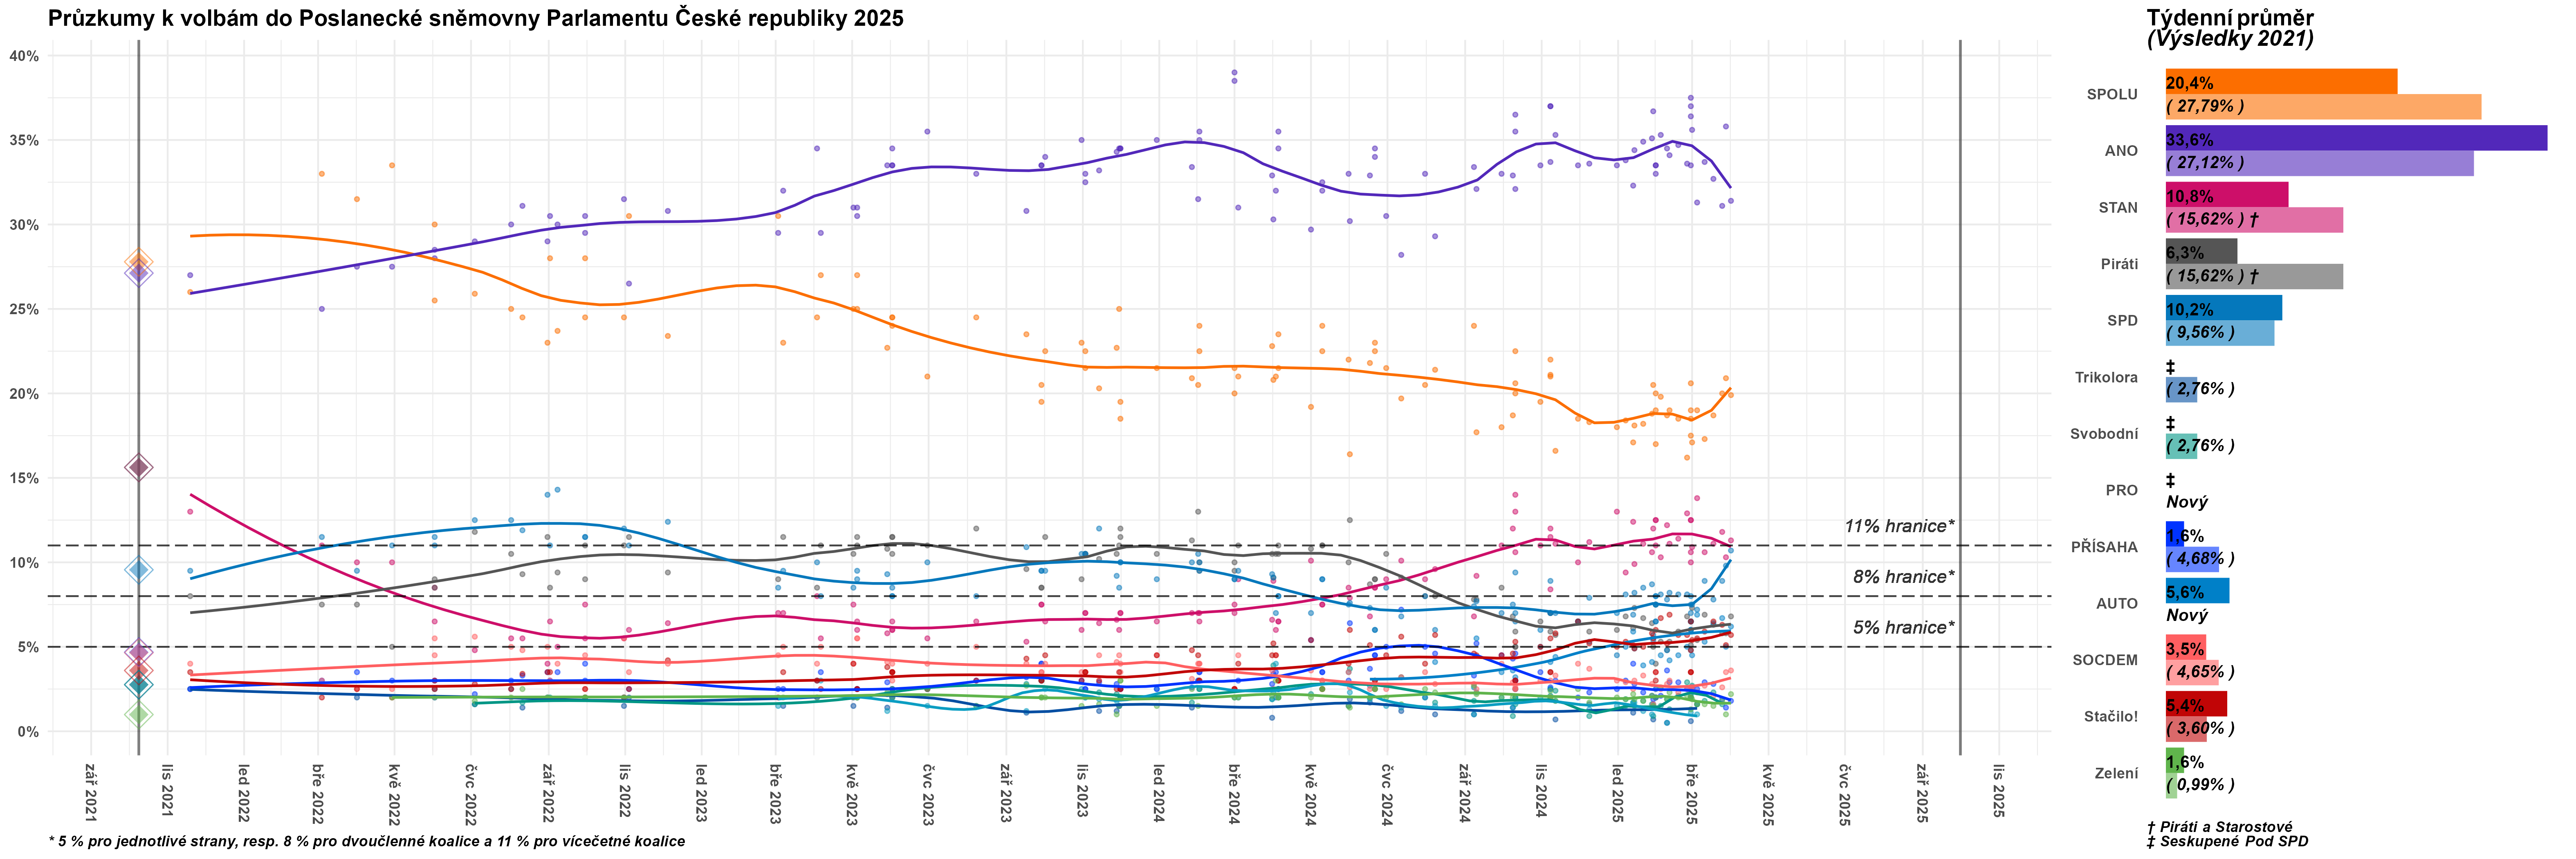 Průzkumy k volbám do Poslanecké sněmovny Parlamentu České republiky 2025
40%
35%
30%
25%
20%
15%
10%
5%
0%
11% hranice*
8% hranice*
5% hranice*
zář 2021
lis 2021
led 2022
bře 2022
kvě 2022
čvc 2022
zář 2022
lis 2022
led 2023
bře 2023
kvě 2023
čvc 2023
zář 2023
lis 2023
led 2024
bře 2024
kvě 2024
čvc 2024
zář 2024
lis 2024
led 2025
bře 2025
kvě 2025
čvc 2025
zář 2025
lis 2025
* 5 % pro jednotlivé strany, resp. 8 % pro dvoučlenné koalice a 11 % pro vícečetné koalice
Týdenní průměr
(Výsledky 2021)
SPOLU
20,4%
( 27,79% )
ANO
33,6%
( 27,12% )
STAN
10,8%
( 15,62% ) †
Piráti
6,3%
( 15,62% ) †
SPD
10,2%
( 9,56% )
Trikolora
‡
( 2,76% )
Svobodní
‡
( 2,76% )
PRO
‡
Nový
PŘÍSAHA
1,6%
( 4,68% )
AUTO
5,6%
Nový
SOCDEM
3,5%
( 4,65% )
Stačilo!
5,4%
( 3,60% )
Zelení
1,6%
( 0,99% )
† Piráti a Starostové
‡ Seskupené Pod SPD